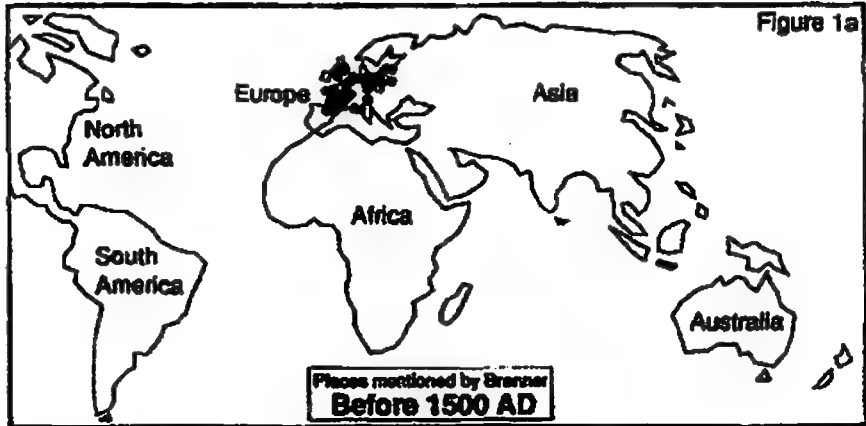 Figure 1a
Europe
Asia
North
America
Africa
South
America
Australia
Places mentioned by Brenner
Before 1500 AD